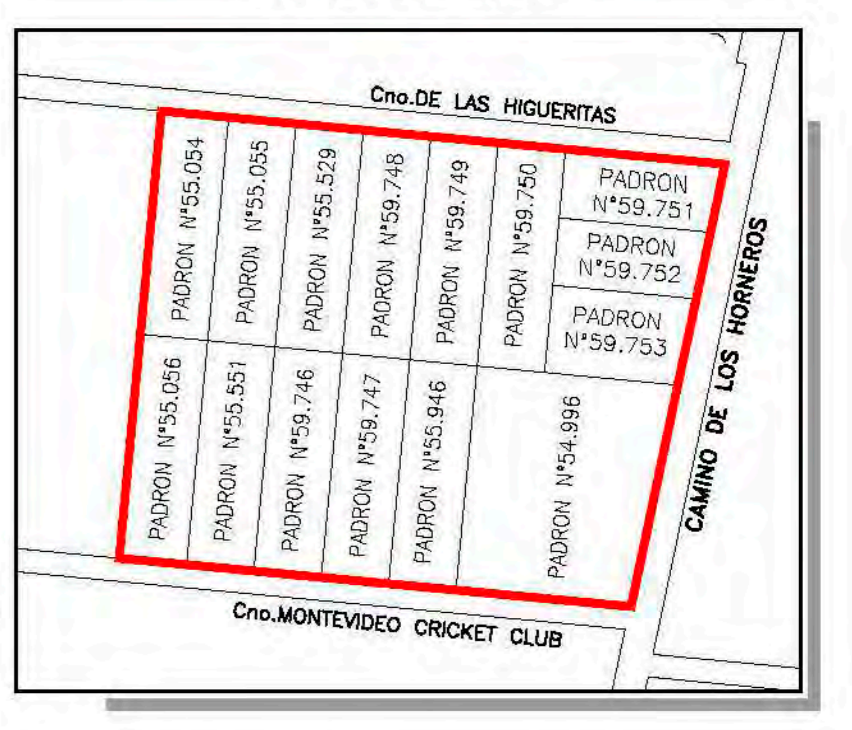 Cno.DE LAS HIGUERITAS
PADRON N°55.054
PADRON N°55.055
PADRON N°55.529
PADRON N°59.748
PADRON N°59.749
PADRON N°59.750
PADRON
N°59.751
PADRON
N°59.752
PADRON
N°59.753
PADRON N°55.056
PADRON N°55.551
PADRON N°59.746
PADRON N°59.747
PADRON N°55.946
PADRON N°54.996
CAMINO DE LOS HORNEROS
Cno.MONTEVIDEO CRICKET CLUB